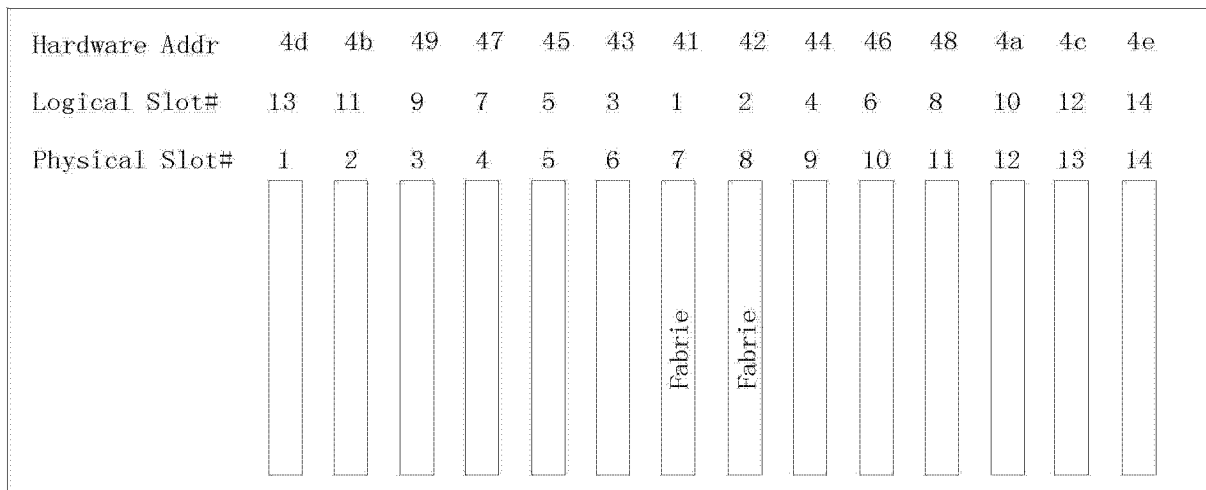 Hardware Addr 4d 4b 49 47 45 43 41 42 44 46 48 4a 4c 4e
Logical Slot# 13 11 9 7 5 3 1 2 4 6 8 10 12 14
Physical Slot# 1 2 3 4 5 6 7 8 9 10 11 12 13 14
Fabrie
Fabrie